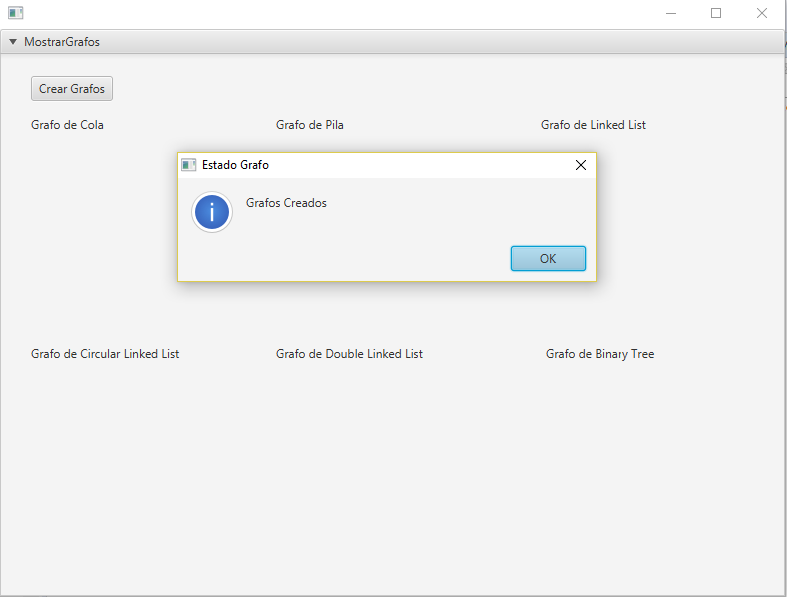 MostrarGrafos
Crear Grafos
Grafo de Cola
Grafo de Pila
Grafo de Linked List
Estado Grafo
Grafos Creados
OK
Grafo de Circular Linked List
Grafo de Double Linked List
Grafo de Binary Tree